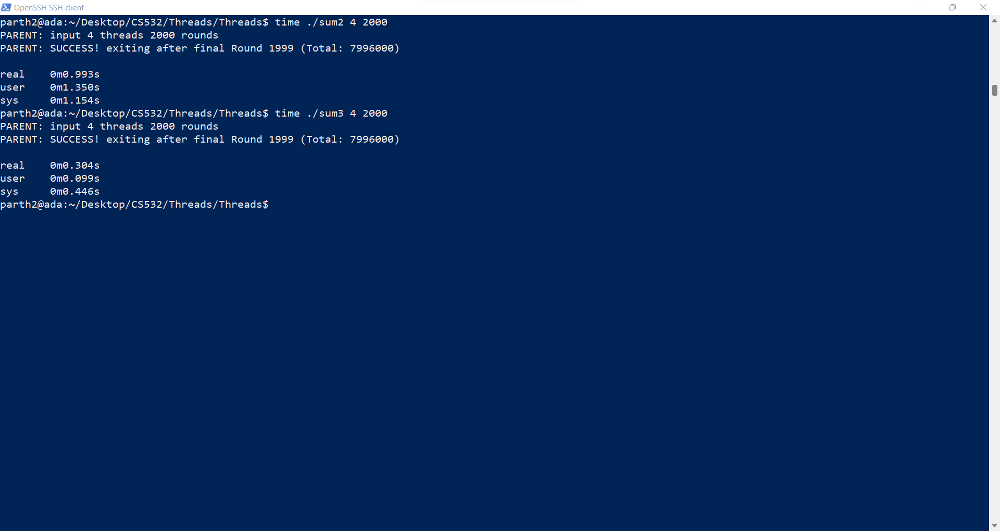 OpenSSH SSH client
parth2@ada:~/Desktop/CS532/Threads/Threads$ time ./sum2 4 2000
PARENT: input 4 threads 2000 rounds
PARENT: SUCCESS! exiting after final Round 1999 (Total: 7996000)
real    0m0.993s
user    0m1.350s
sys     0m1.154s
parth2@ada:~/Desktop/CS532/Threads/Threads$ time ./sum3 4 2000
PARENT: input 4 threads 2000 rounds
PARENT: SUCCESS! exiting after final Round 1999 (Total: 7996000)
real    0m0.304s
user    0m0.099s
sys     0m0.446s
parth2@ada:~/Desktop/CS532/Threads/Threads$